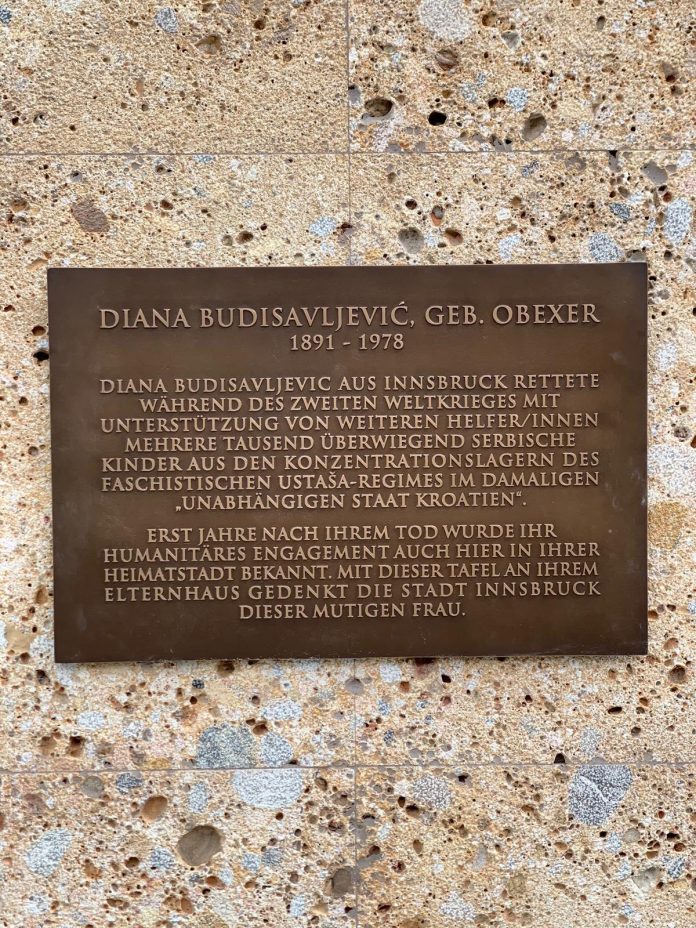 DIANA BUDISAVLJEVIĆ, GEB. OBEXER
1891 - 1978
DIANA BUDISAVLJEVIC AUS INNSBRUCK RETTETE
WÄHREND DES ZWEITEN WELTKRIEGES MIT
UNTERSTÜTZUNG VON WEITEREN HELFER/INNEN
MEHRERE TAUSEND ÜBERWIEGEND SERBISCHE
KINDER AUS DEN KONZENTRATIONSLAGERN DES
FASCHISTISCHEN USTAŠA-REGIMES IM DAMALIGEN
„UNABHÄNGIGEN STAAT KROATIEN“.
ERST JAHRE NACH IHREM TOD WURDE IHR
HUMANITÄRES ENGAGEMENT AUCH HIER IN IHRER
HEIMATSTADT BEKANNT. MIT DIESER TAFEL AN IHREM
ELTERNHAUS GEDENKT DIE STADT INNSBRUCK
DIESER MUTIGEN FRAU.